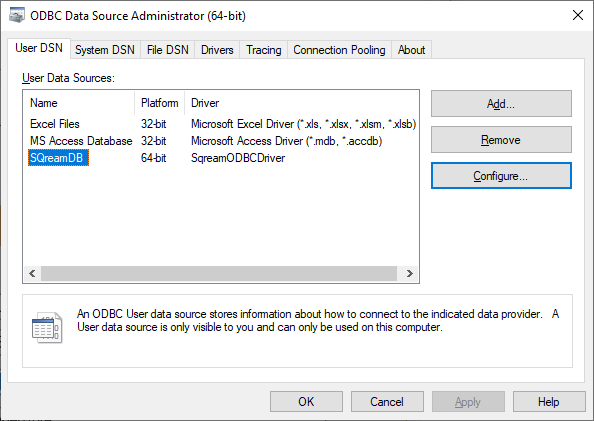 ODBC Data Source Administrator (64-bit)
User DSN System DSN File DSN Drivers Tracing Connection Pooling About
User Data Sources:
Name Platform Driver
Excel Files 32-bit Microsoft Excel Driver (*.xls, *.xlsx, *.xlsm, *.xlsb)
MS Access Database 32-bit Microsoft Access Driver (*.mdb, *.accdb)
SQreamDB 64-bit SqreamODBCDriver
Add...
Remove
Configure...
An ODBC User data source stores information about how to connect to the indicated data provider. A
User data source is only visible to you and can only be used on this computer.
OK Cancel Apply Help